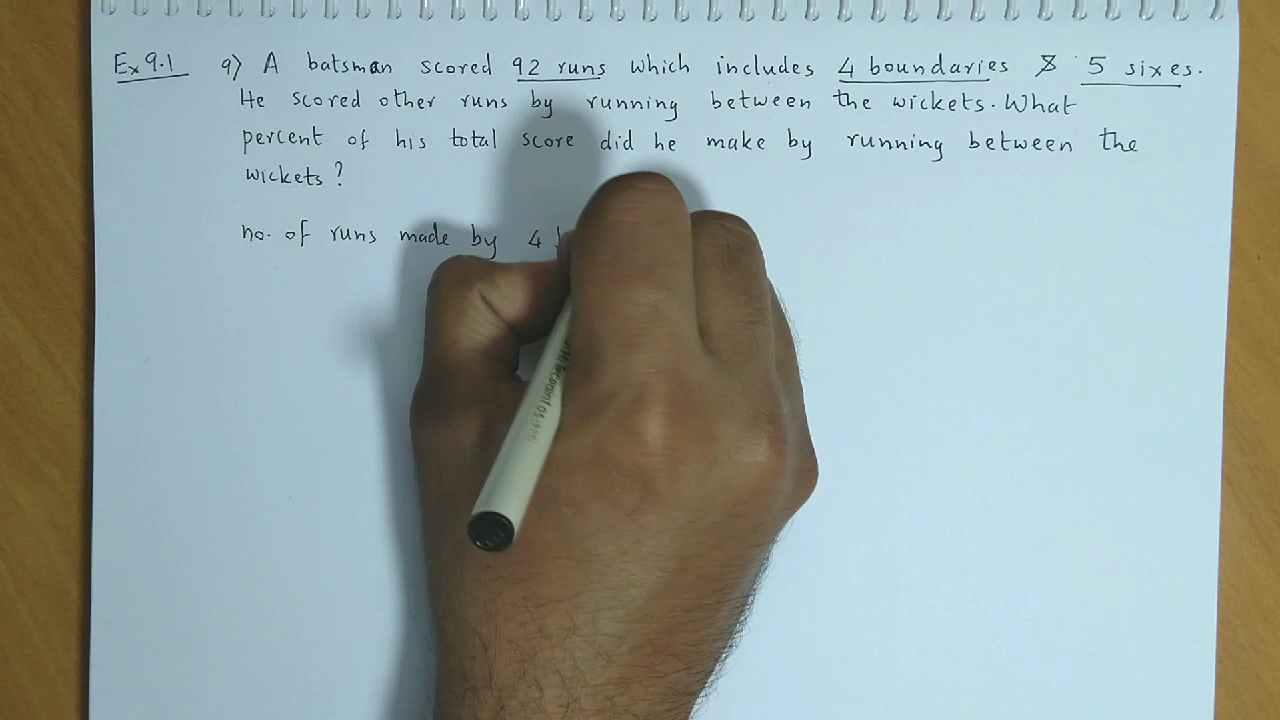 Ex 9.1 9) A batsman scored 92 runs which includes 4 boundaries & 5 sixes.
He scored other runs by running between the wickets. What
percent of his total score did he make by running between the
wickets?
no. of runs made by 4